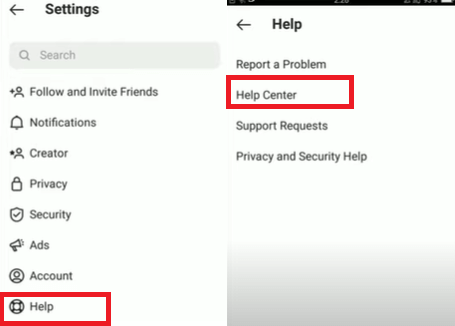 Settings
Search
Follow and Invite Friends
Notifications
Creator
Privacy
Security
Ads
Account
Help
Help
Report a Problem
Help Center
Support Requests
Privacy and Security Help